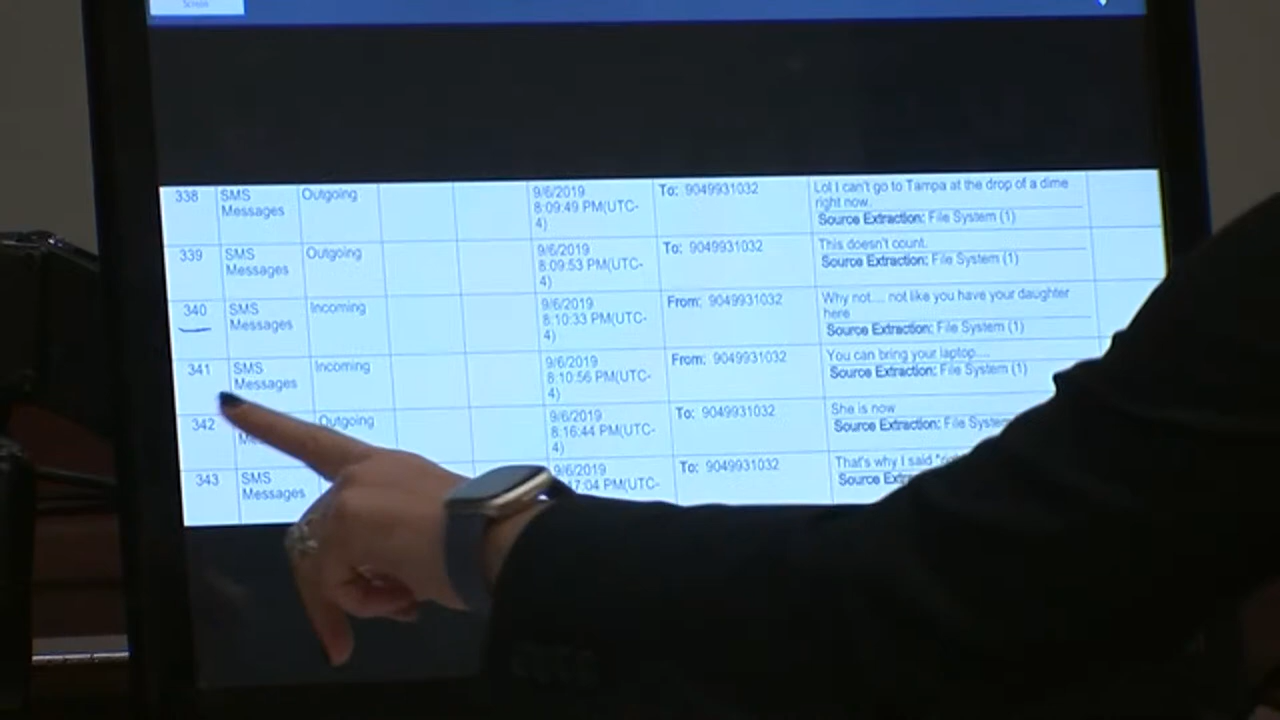 338 SMS Outgoing 9/6/2019 To: 9049931032 Lol I can't go to Tampa at the drop of a dime
Messages 8:09:49 PM(UTC- right now.
4) Source Extraction: File System (1)
339 SMS Outgoing 9/6/2019 To: 9049931032 This doesn't count.
Messages 8:09:53 PM(UTC- Source Extraction: File System (1)
4)
340 SMS Incoming 9/6/2019 From: 9049931032 Why not.... not like you have your daughter
Messages 8:10:33 PM(UTC- here
4) Source Extraction: File System (1)
341 SMS Incoming 9/6/2019 From: 9049931032 You can bring your laptop....
Messages 8:10:56 PM(UTC- Source Extraction: File System (1)
4)
342 Outgoing 9/6/2019 To: 9049931032 She is now
8:16:44 PM(UTC- Source Extraction: File
4)
343 SMS 9/6/2019 To: 9049931032 That's why I said
Messages 47:04 PM(UTC- Source